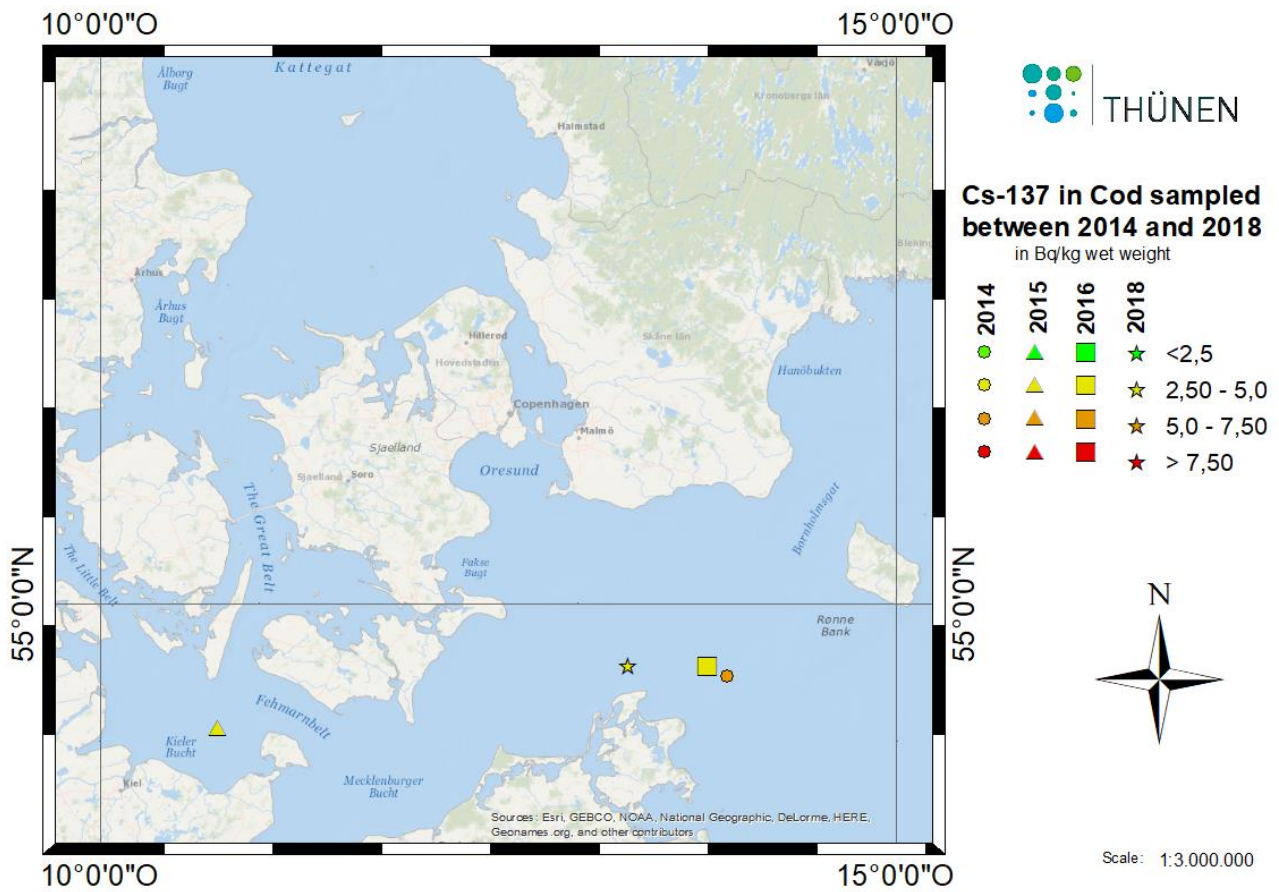 10°0'0"O
15°0'0"O
Ålborg
Bugt
Kattegat
Växjö
Kronobergs län
Halmstad
Århus
Århus
Bugt
Hillerød
Hovedstaden
Skåne län
Hanöbukten
Copenhagen
Malmö
Sjaelland
Sjaelland
Soro
Oresund
The Great Belt
Bornholmsgat
The Little Belt
Fakse
Bugt
55°0'0"N
55°0'0"N
Rønne
Bank
Fehmarnbelt
Kieler
Bucht
Kiel
Mecklenburger
Bucht
Sources: Esri, GEBCO, NOAA, National Geographic, DeLorme, HERE,
Geonames.org, and other contributors
10°0'0"O
15°0'0"O
THÜNEN
Cs-137 in Cod sampled
between 2014 and 2018
in Bq/kg wet weight
2014 2015 2016 2018
<2,5
2,50 - 5,0
5,0 - 7,50
> 7,50
N
Scale: 1:3.000.000